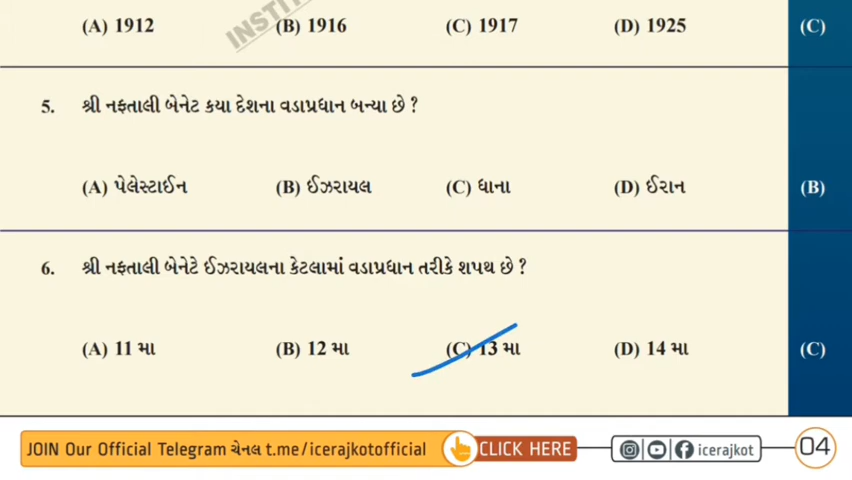 INSTIT
(A) 1912 (B) 1916 (C) 1917 (D) 1925 (C)
5. શ્રી નફતાલી બેનેટ કયા દેશના વડાપ્રધાન બન્યા છે ?
(A) પેલેસ્ટાઈન (B) ઈઝરાયલ (C) ઘાના (D) ઈરાન (B)
6. શ્રી નફતાલી બેનેટે ઈઝરાયલના કેટલામાં વડાપ્રધાન તરીકે શપથ છે ?
(A) 11 મા (B) 12 મા (C) 13 મા (D) 14 મા (C)
JOIN Our Official Telegram ચેનલ t.me/icerajkotofficial CLICK HERE icerajkot 04